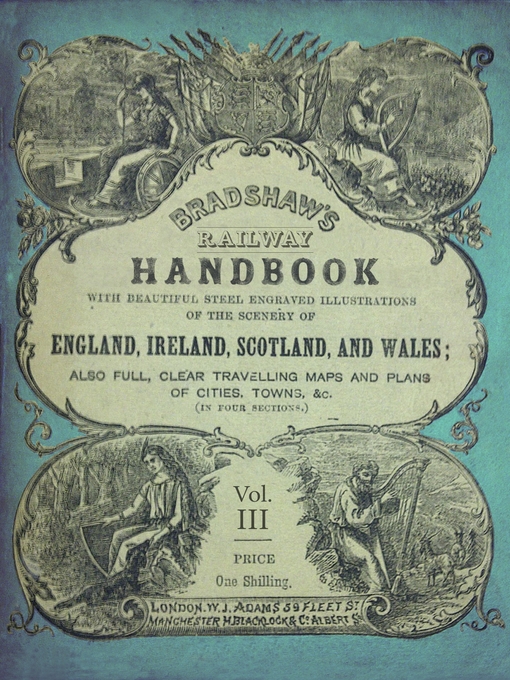 BRADSHAW'S
RAILWAY
HANDBOOK
WITH BEAUTIFUL STEEL ENGRAVED ILLUSTRATIONS
OF THE SCENERY OF
ENGLAND, IRELAND, SCOTLAND, AND WALES;
ALSO FULL, CLEAR TRAVELLING MAPS AND PLANS
OF CITIES, TOWNS, &c.
(IN FOUR SECTIONS.)
Vol.
III
PRICE
One Shilling.
LONDON. W. J. ADAMS 59 FLEET ST
MANCHESTER H. BLACKLOCK & Co ALBERT S